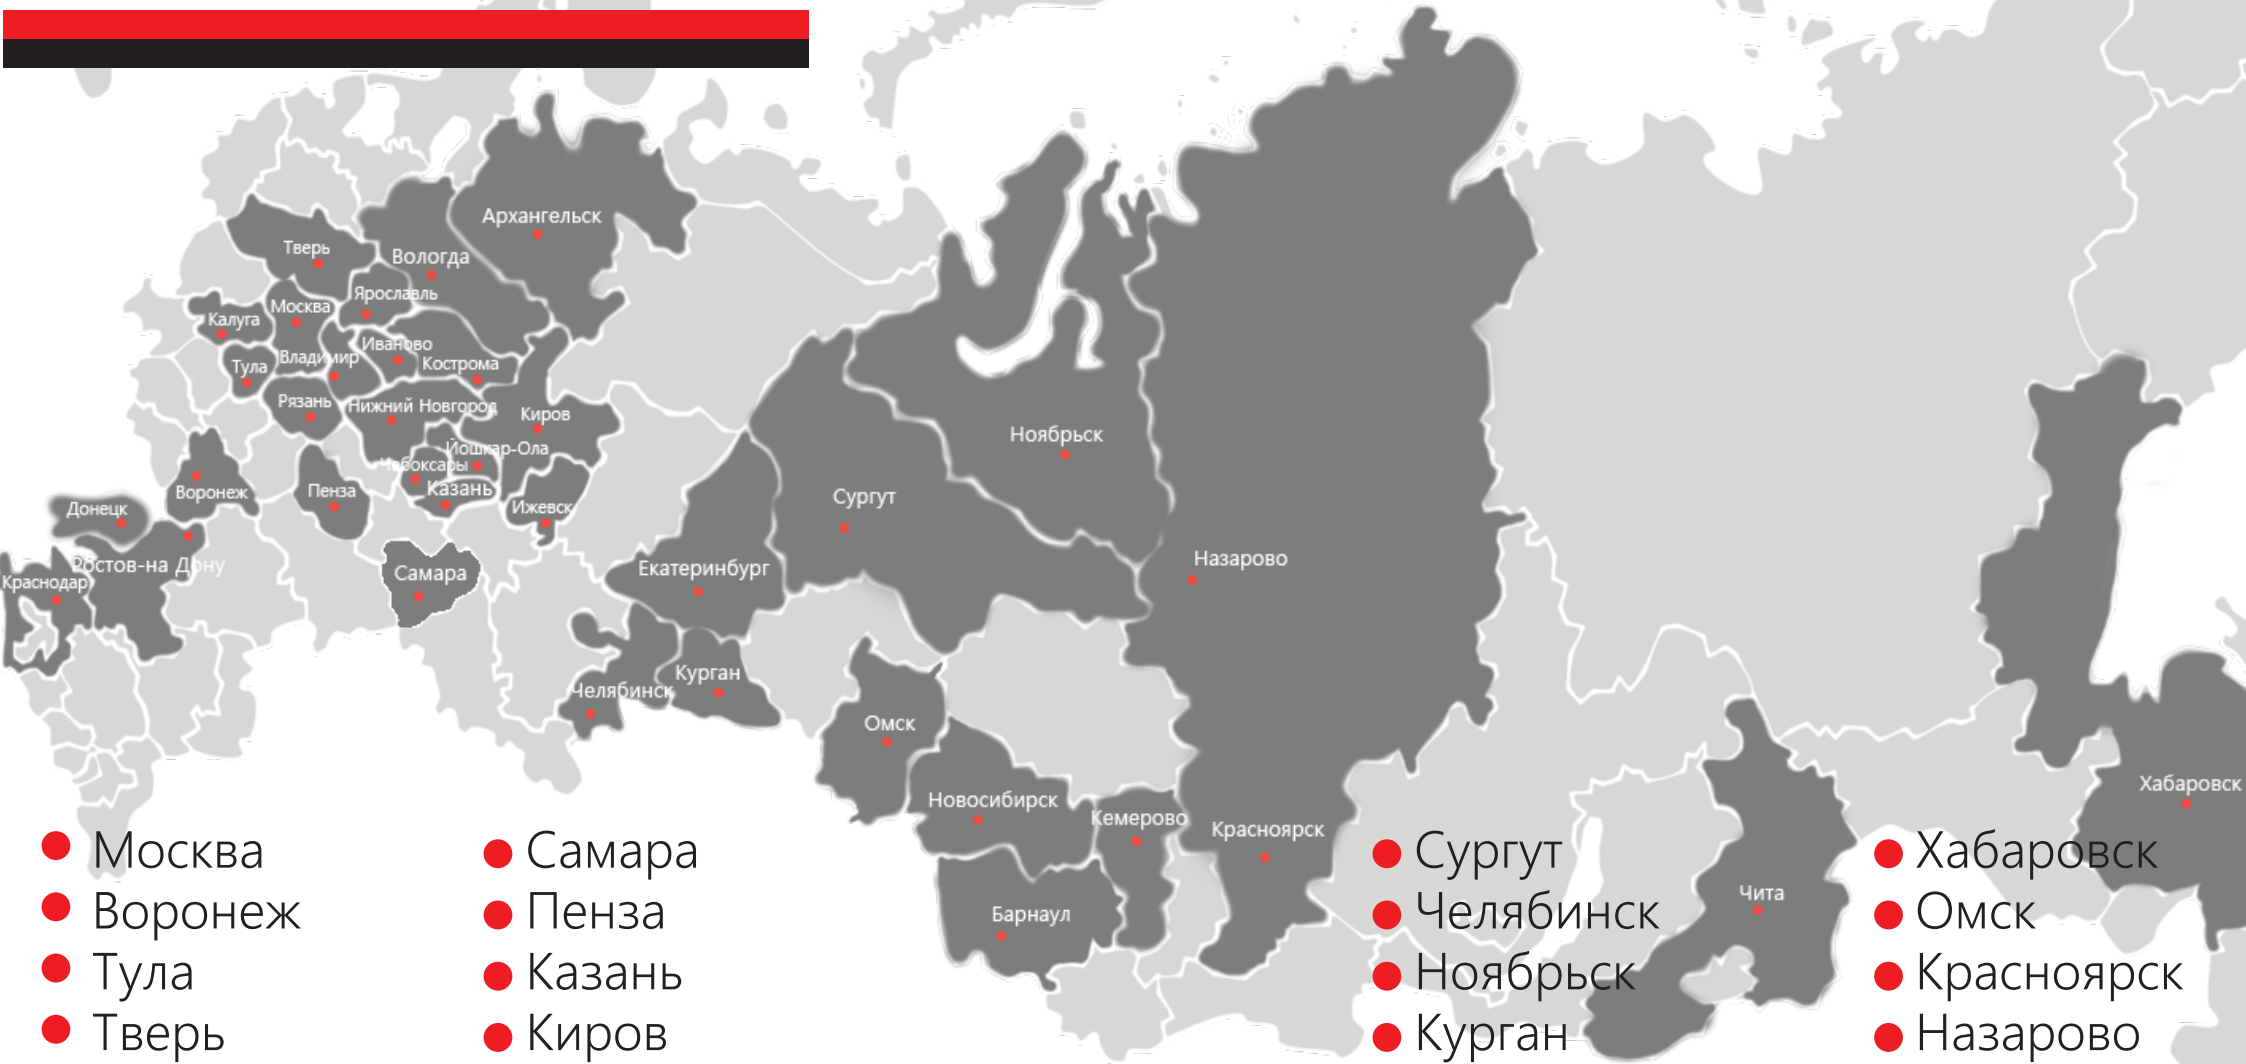 Архангельск
Тверь
Вологда
Ярославль
Москва
Калуга
Иваново
Владимир
Кострома
Тула
Рязань
Нижний Новгород
Киров
Йошкар-Ола
Чебоксары
Казань
Воронеж
Пенза
Ижевск
Донецк
Ростов-на Дону
Краснодар
Самара
Екатеринбург
Сургут
Ноябрьск
Назарово
Курган
Челябинск
Омск
Новосибирск
Кемерово
Красноярск
Барнаул
Чита
Хабаровск
Москва
Воронеж
Тула
Тверь
Самара
Пенза
Казань
Киров
Сургут
Челябинск
Ноябрьск
Курган
Хабаровск
Омск
Красноярск
Назарово